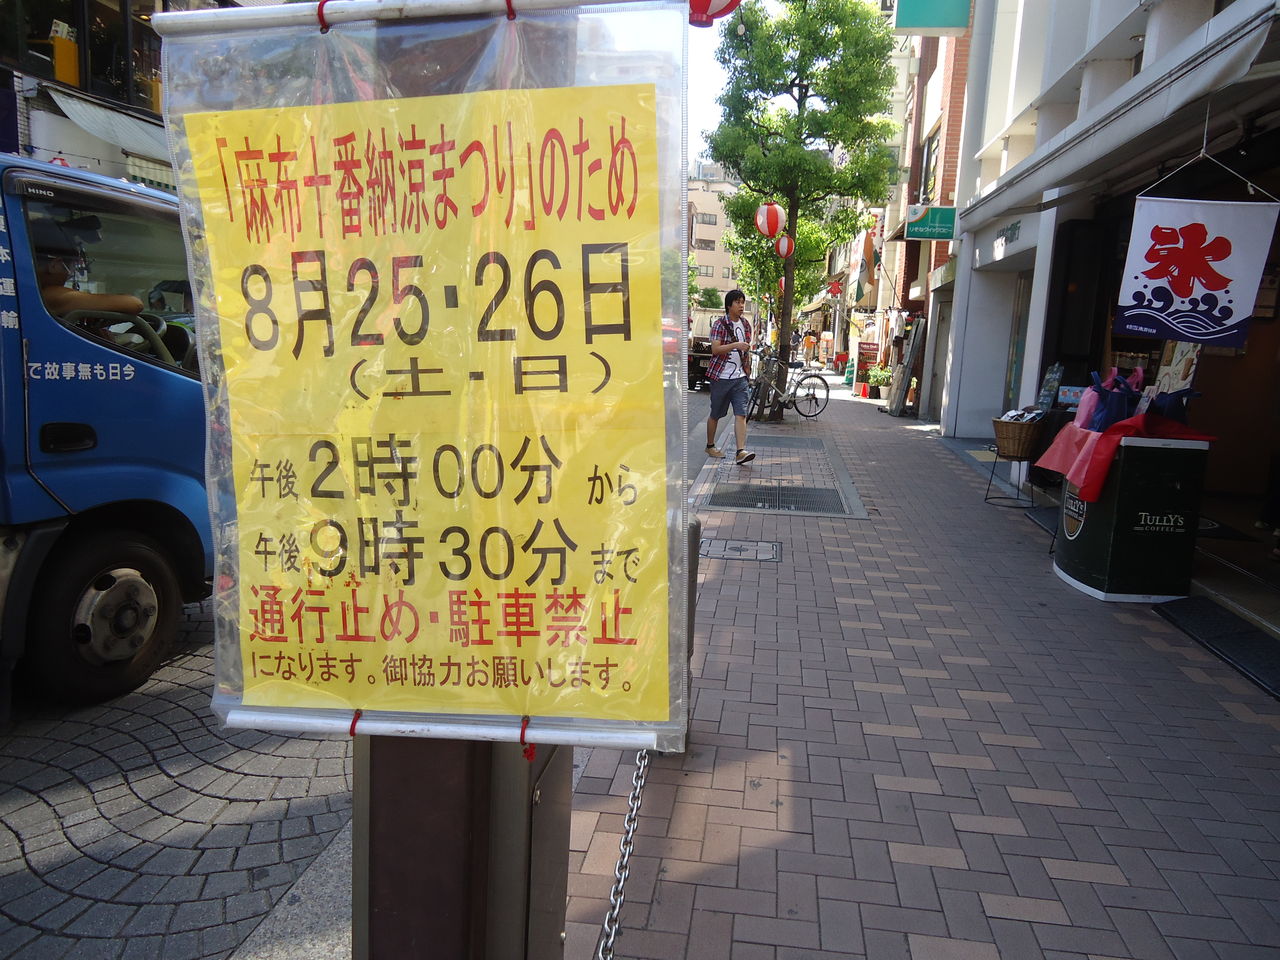 「麻布十番納涼まつり」のため
8月25・26日
（土・日）
午後2時00分から
午後9時30分まで
通行止め・駐車禁止
になります。御協力お願いします。
HINO
で故事無も日今
氷
TULLY'S
COFFEE